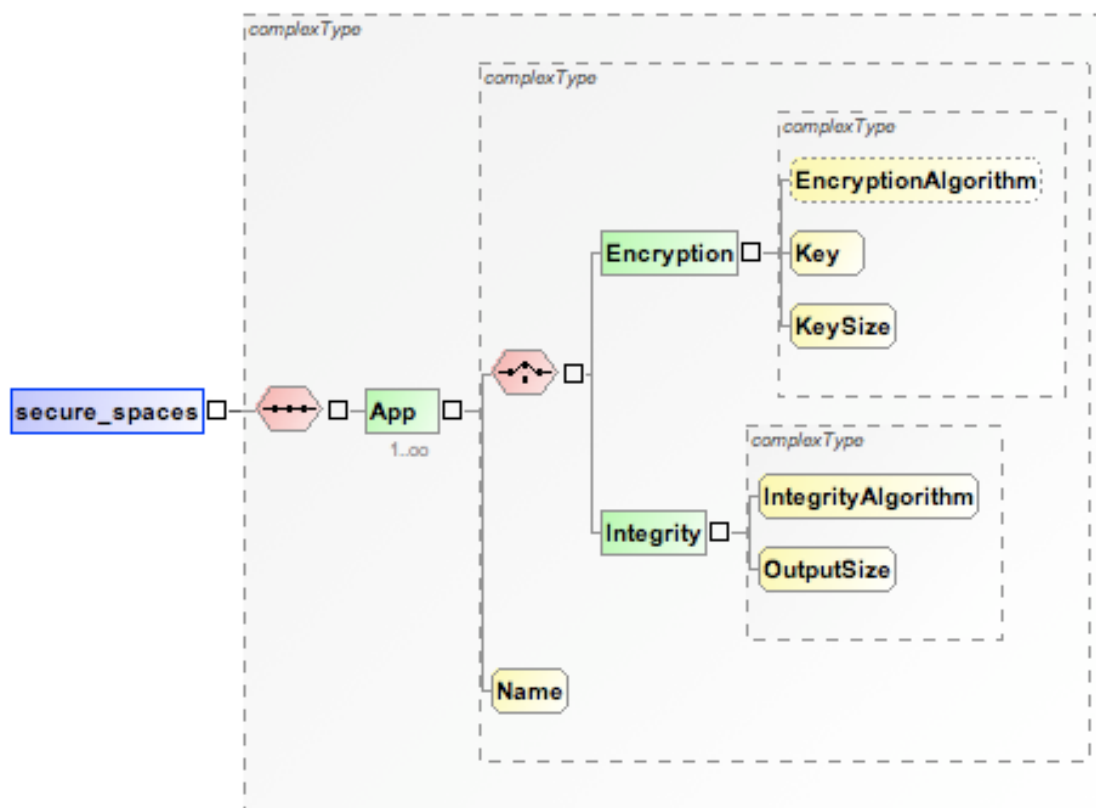 complexType
complexType
complexType
EncryptionAlgorithm
Encryption
Key
KeySize
secure_spaces
App
1..∞
complexType
IntegrityAlgorithm
Integrity
OutputSize
Name